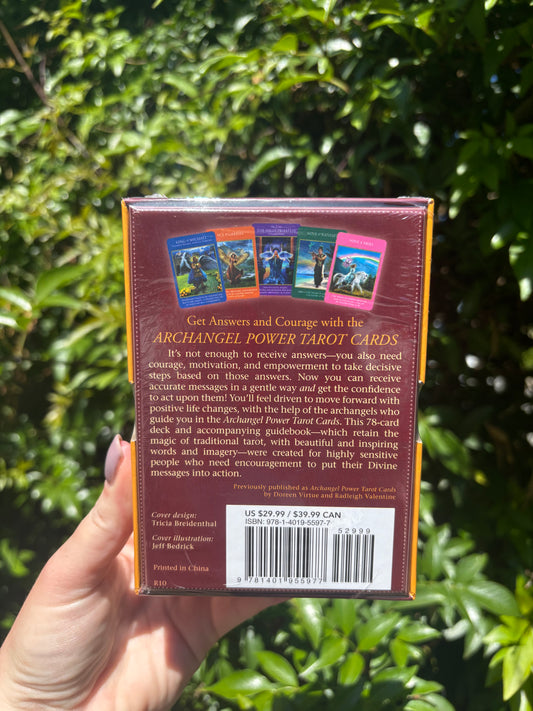 Get Answers and Courage with the
ARCHANGEL POWER TAROT CARDS
It's not enough to receive answers—you also need
courage, motivation, and empowerment to take decisive
steps based on those answers. Now you can receive
accurate messages in a gentle way and get the confidence
to act upon them! You'll feel driven to move forward with
positive life changes, with the help of the archangels who
guide you in the Archangel Power Tarot Cards. This 78-card
deck and accompanying guidebook—which retain the
magic of traditional tarot, with beautiful and inspiring
words and imagery—were created for highly sensitive
people who need encouragement to put their Divine
messages into action.
Previously published as Archangel Power Tarot Cards
by Doreen Virtue and Radleigh Valentine
Cover design:
Tricia Breidenthal
Cover illustration:
Jeff Bedrick
Printed in China
R10
US $29.99 / $39.99 CAN
ISBN: 978-1-4019-5597-7
52999
9 781401 955977